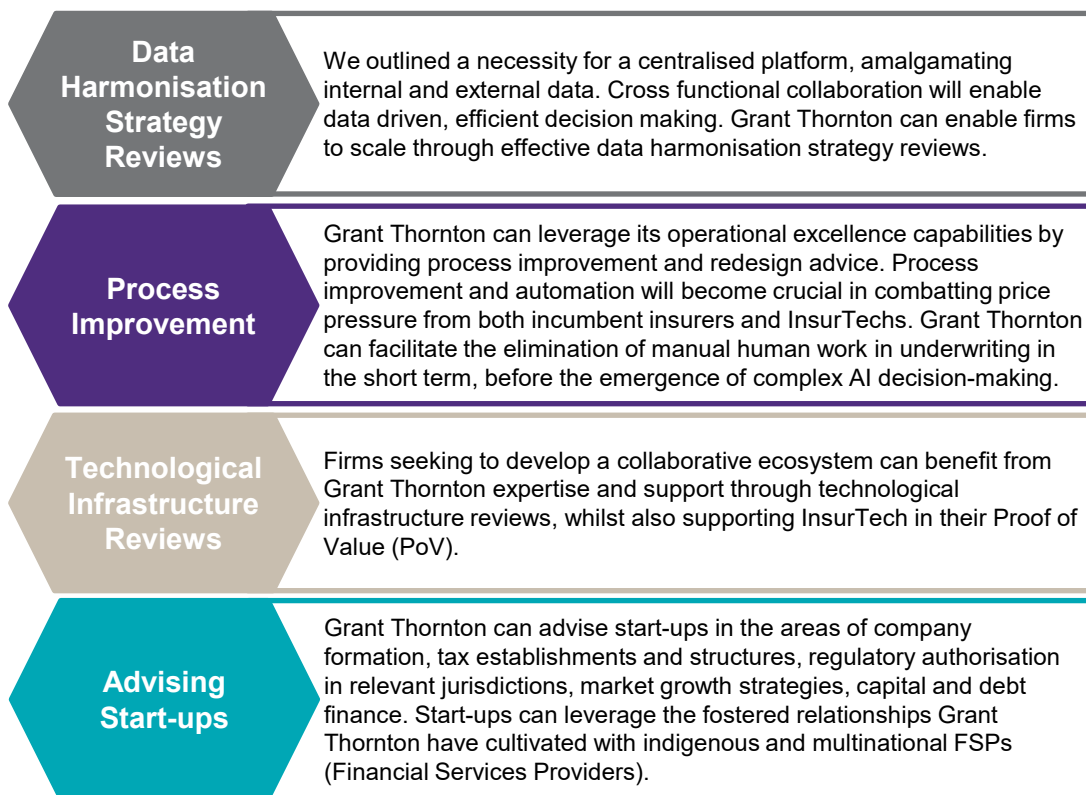 Data
Harmonisation
Strategy
Reviews
We outlined a necessity for a centralised platform, amalgamating
internal and external data. Cross functional collaboration will enable
data driven, efficient decision making. Grant Thornton can enable firms
to scale through effective data harmonisation strategy reviews.
Process
Improvement
Grant Thornton can leverage its operational excellence capabilities by
providing process improvement and redesign advice. Process
improvement and automation will become crucial in combatting price
pressure from both incumbent insurers and InsurTechs. Grant Thornton
can facilitate the elimination of manual human work in underwriting in
the short term, before the emergence of complex AI decision-making.
Technological
Infrastructure
Reviews
Firms seeking to develop a collaborative ecosystem can benefit from
Grant Thornton expertise and support through technological
infrastructure reviews, whilst also supporting InsurTech in their Proof of
Value (PoV).
Advising
Start-ups
Grant Thornton can advise start-ups in the areas of company
formation, tax establishments and structures, regulatory authorisation
in relevant jurisdictions, market growth strategies, capital and debt
finance. Start-ups can leverage the fostered relationships Grant
Thornton have cultivated with indigenous and multinational FSPs
(Financial Services Providers).